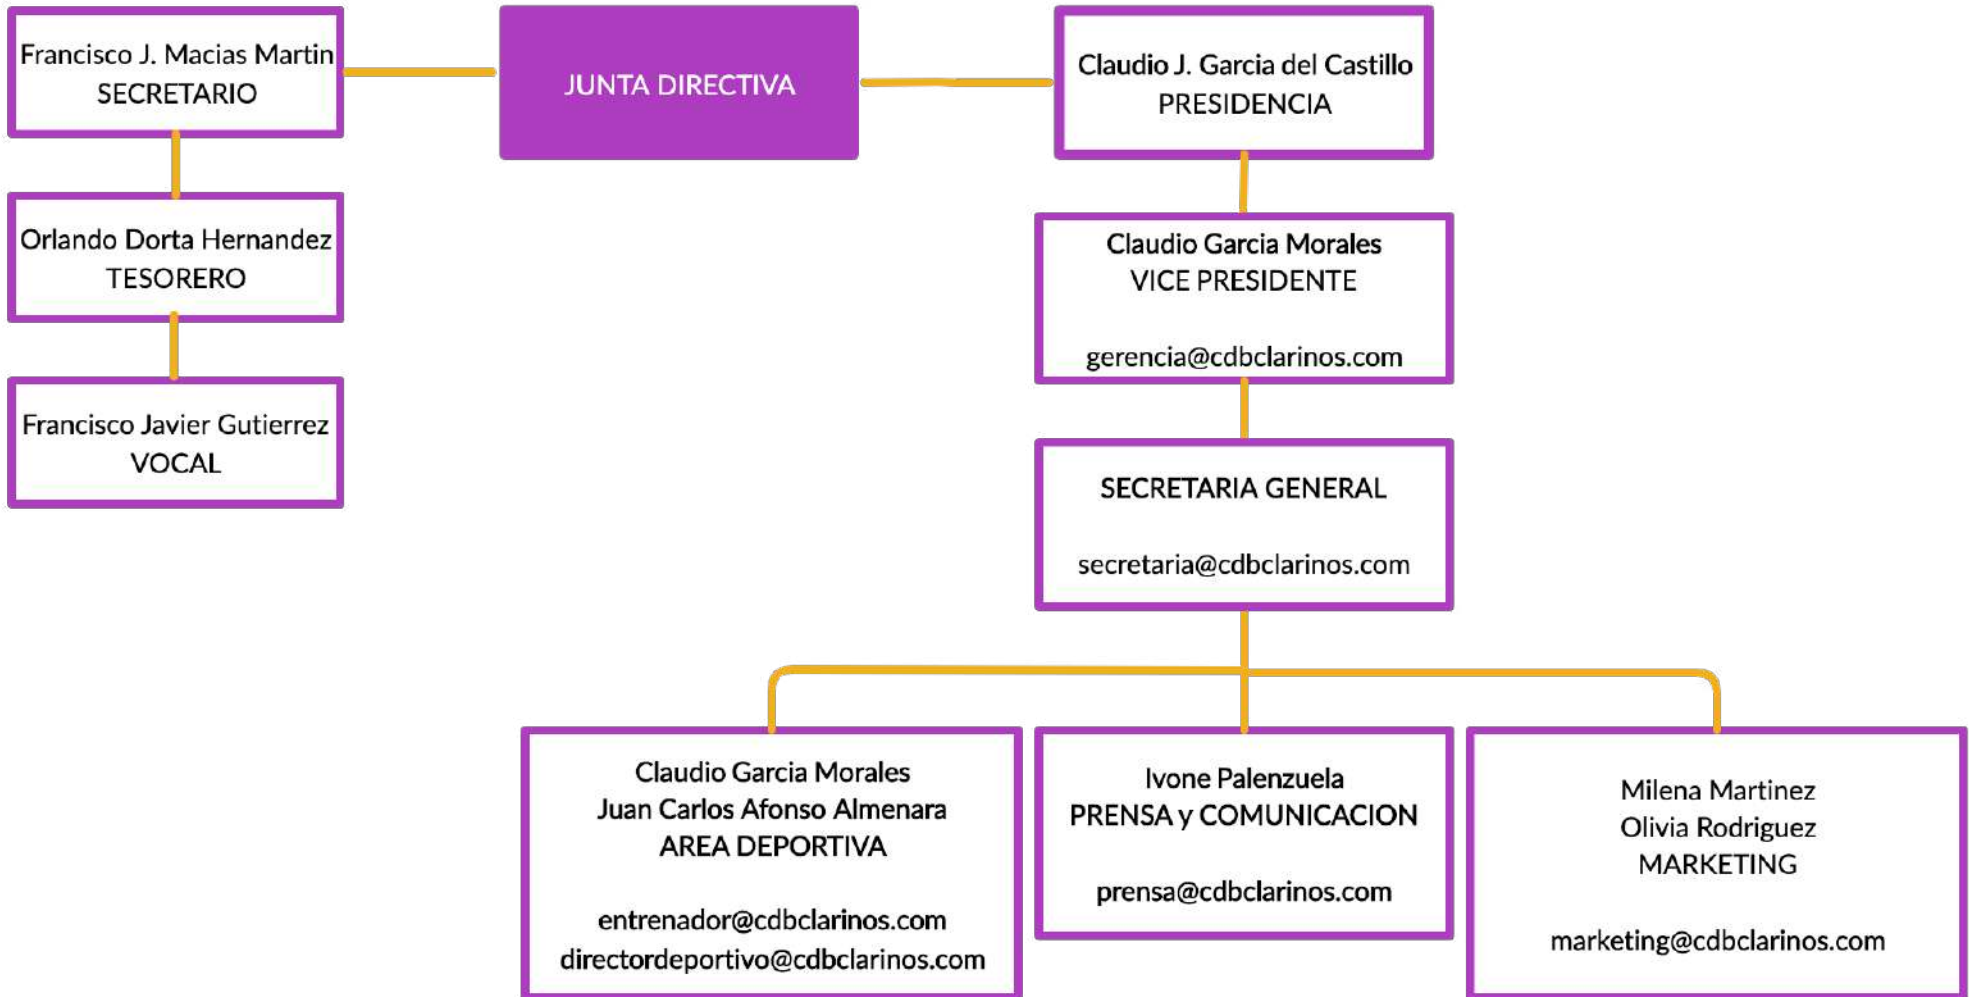 Francisco J. Macias Martin
SECRETARIO
JUNTA DIRECTIVA
Claudio J. Garcia del Castillo
PRESIDENCIA
Orlando Dorta Hernandez
TESORERO
Claudio Garcia Morales
VICE PRESIDENTE
gerencia@cdbclarinos.com
Francisco Javier Gutierrez
VOCAL
SECRETARIA GENERAL
secretaria@cdbclarinos.com
Claudio Garcia Morales
Juan Carlos Afonso Almenara
AREA DEPORTIVA
entrenador@cdbclarinos.com
directordeportivo@cdbclarinos.com
Ivone Palenzuela
PRENSA y COMUNICACION
prensa@cdbclarinos.com
Milena Martinez
Olivia Rodriguez
MARKETING
marketing@cdbclarinos.com